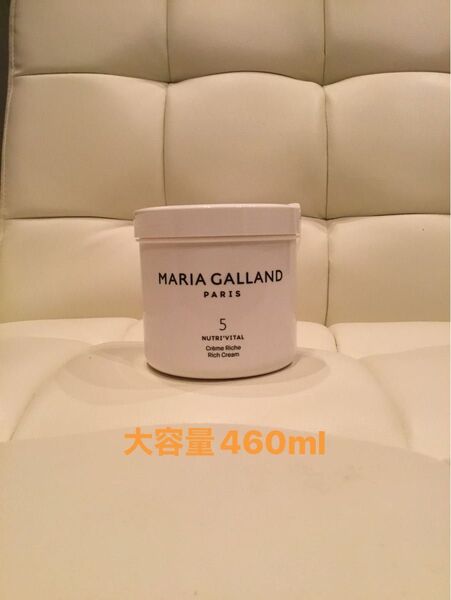 MARIA GALLAND
PARIS
5
NUTRI'VITAL
Crème Riche
Rich Cream
大容量460ml